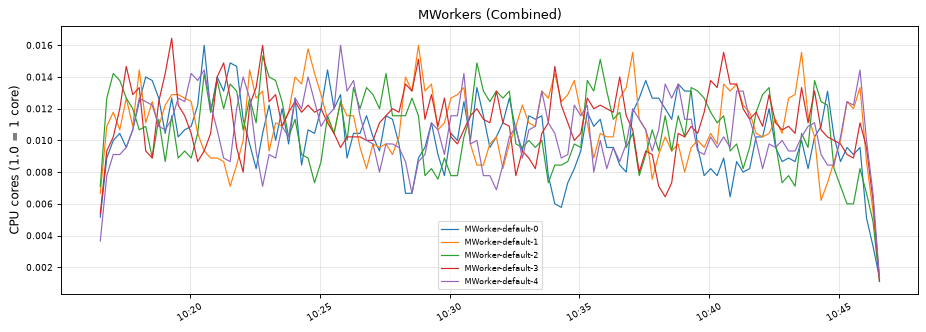 MWorkers (Combined)
CPU cores (1.0 = 1 core)
0.016
0.014
0.012
0.010
0.008
0.006
0.004
0.002
MWorker-default-0
MWorker-default-1
MWorker-default-2
MWorker-default-3
MWorker-default-4
10:20
10:25
10:30
10:35
10:40
10:45